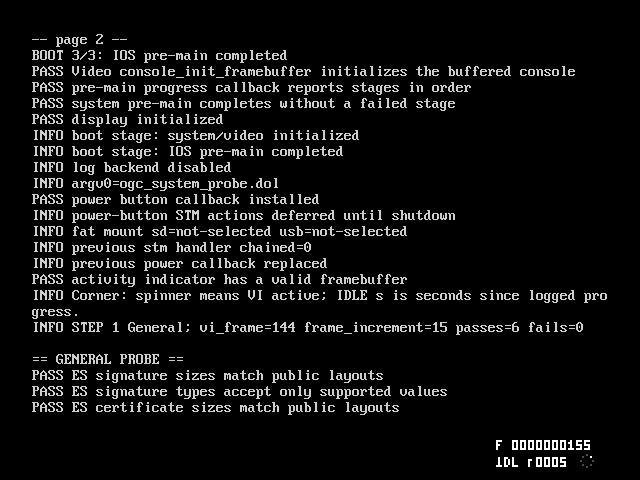 -- page 2 --
BOOT 3/3: IOS pre-main completed
PASS Video console_init_framebuffer initializes the buffered console
PASS pre-main progress callback reports stages in order
PASS system pre-main completes without a failed stage
PASS display initialized
INFO boot stage: system/video initialized
INFO boot stage: IOS pre-main completed
INFO log backend disabled
INFO argv0=ogc_system_probe.dol
PASS power button callback installed
INFO power-button STM actions deferred until shutdown
INFO fat mount sd=not-selected usb=not-selected
INFO previous stm handler chained=0
INFO previous power callback replaced
PASS activity indicator has a valid framebuffer
INFO Corner: spinner means VI active; IDLE s is seconds since logged pro
gress.
INFO STEP 1 General; vi_frame=144 frame_increment=15 passes=6 fails=0
== GENERAL PROBE ==
PASS ES signature sizes match public layouts
PASS ES signature types accept only supported values
PASS ES certificate sizes match public layouts
F 0000000155
IDL r0005